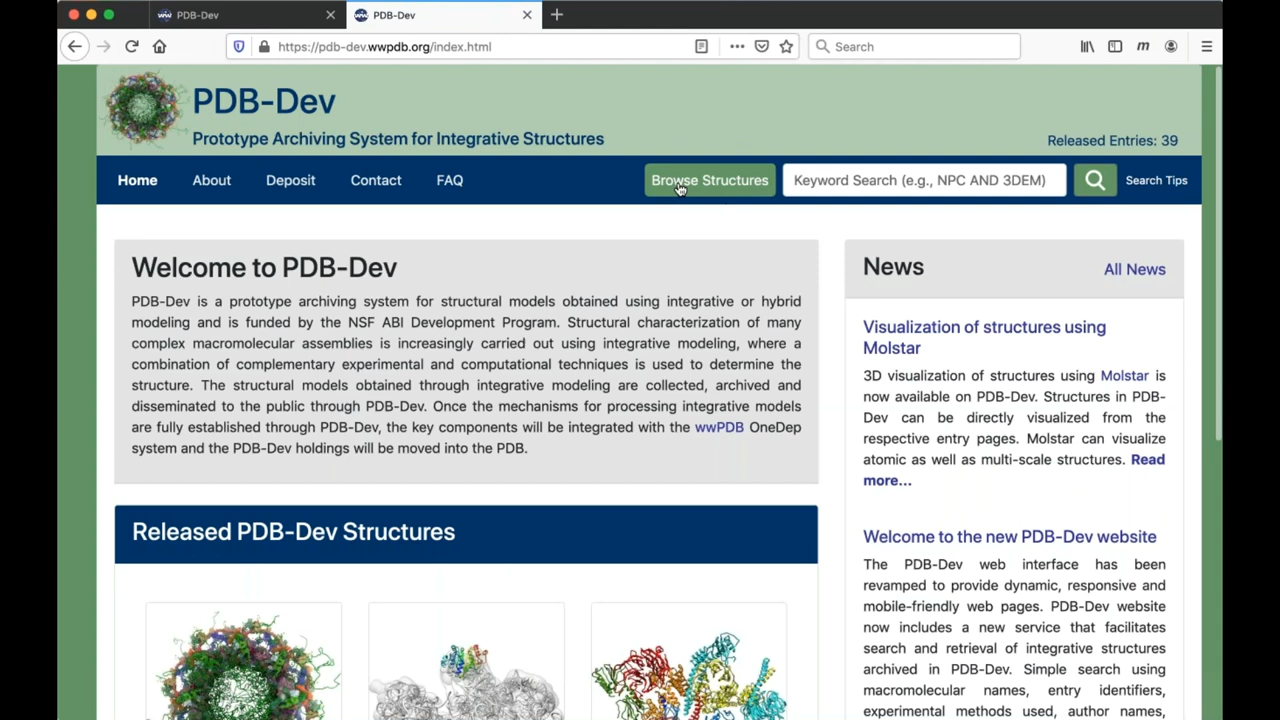 PDB-Dev
PDB-Dev
https://pdb-dev.wwpdb.org/index.html
Search
PDB-Dev
Prototype Archiving System for Integrative Structures
Released Entries: 39
Home About Deposit Contact FAQ Browse Structures Keyword Search (e.g., NPC AND 3DEM) Search Tips
Welcome to PDB-Dev
PDB-Dev is a prototype archiving system for structural models obtained using integrative or hybrid
modeling and is funded by the NSF ABI Development Program. Structural characterization of many
complex macromolecular assemblies is increasingly carried out using integrative modeling, where a
combination of complementary experimental and computational techniques is used to determine the
structure. The structural models obtained through integrative modeling are collected, archived and
disseminated to the public through PDB-Dev. Once the mechanisms for processing integrative models
are fully established through PDB-Dev, the key components will be integrated with the wwPDB OneDep
system and the PDB-Dev holdings will be moved into the PDB.
Released PDB-Dev Structures
News
All News
Visualization of structures using
Molstar
3D visualization of structures using Molstar is
now available on PDB-Dev. Structures in PDB-
Dev can be directly visualized from the
respective entry pages. Molstar can visualize
atomic as well as multi-scale structures. Read
more...
Welcome to the new PDB-Dev website
The PDB-Dev web interface has been
revamped to provide dynamic, responsive and
mobile-friendly web pages. PDB-Dev website
now includes a new service that facilitates
search and retrieval of integrative structures
archived in PDB-Dev. Simple search using
macromolecular names, entry identifiers,
experimental methods used, author names,